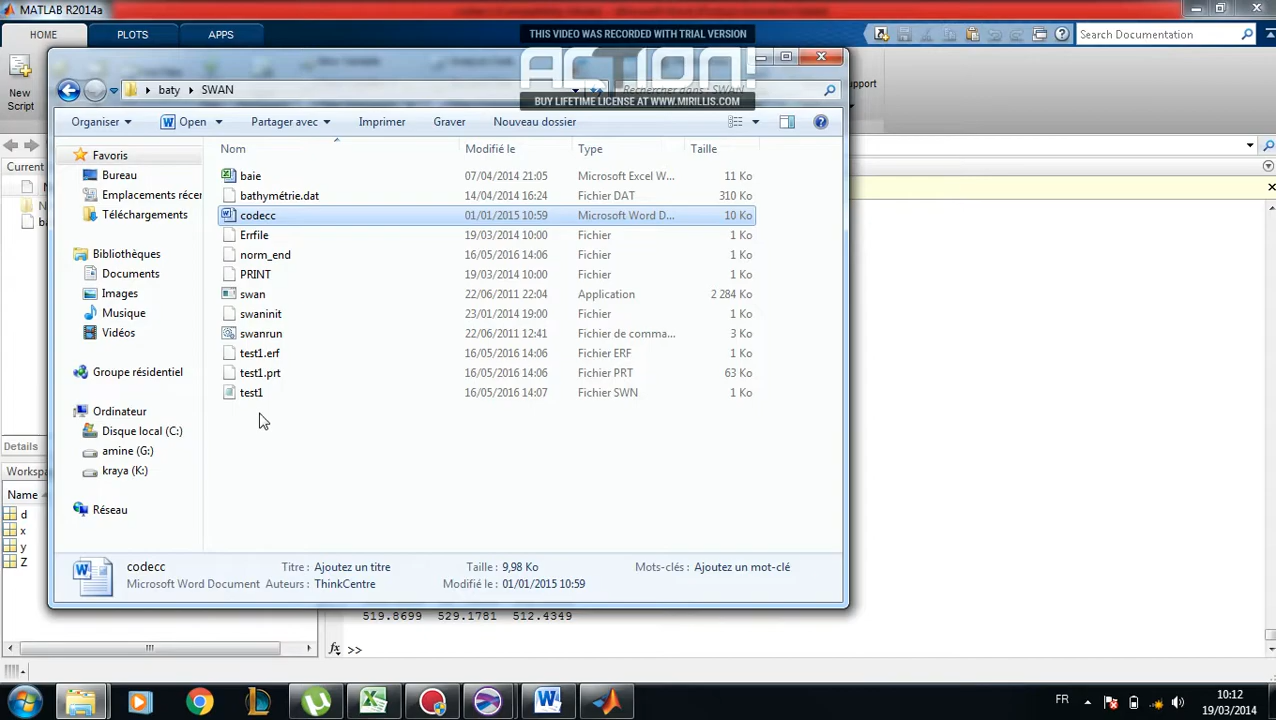 MATLAB R2014a
HOME PLOTS APPS
THIS VIDEO WAS RECORDED WITH TRIAL VERSION
ACTION!
BUY LIFETIME LICENSE AT WWW.MIRILLIS.COM
Search Documentation
New
Script
baty SWAN
Rechercher dans : SWAN
Organiser Open Partager avec Imprimer Graver Nouveau dossier
Current
Favoris
Bureau
Emplacements récer
Téléchargements
Bibliothèques
Documents
Images
Musique
Vidéos
Groupe résidentiel
Ordinateur
Disque local (C:)
amine (G:)
kraya (K:)
Réseau
Nom Modifié le Type Taille
baie 07/04/2014 21:05 Microsoft Excel W... 11 Ko
bathymétrie.dat 14/04/2014 16:24 Fichier DAT 310 Ko
codecc 01/01/2015 10:59 Microsoft Word D... 10 Ko
Errfile 19/03/2014 10:00 Fichier 1 Ko
norm_end 16/05/2016 14:06 Fichier 1 Ko
PRINT 19/03/2014 10:00 Fichier 1 Ko
swan 22/06/2011 22:04 Application 2 284 Ko
swaninit 23/01/2014 19:00 Fichier 1 Ko
swanrun 22/06/2011 12:41 Fichier de comma... 3 Ko
test1.erf 16/05/2016 14:06 Fichier ERF 1 Ko
test1.prt 16/05/2016 14:06 Fichier PRT 63 Ko
test1 16/05/2016 14:07 Fichier SWN 1 Ko
Details
Workspa
Name
d
x
y
Z
codecc Titre : Ajoutez un titre Taille : 9,98 Ko Mots-clés : Ajoutez un mot-clé
Microsoft Word Document Auteurs : ThinkCentre Modifié le : 01/01/2015 10:59
519.8699 529.1781 512.4349
fx >>
FR
10:12
19/03/2014